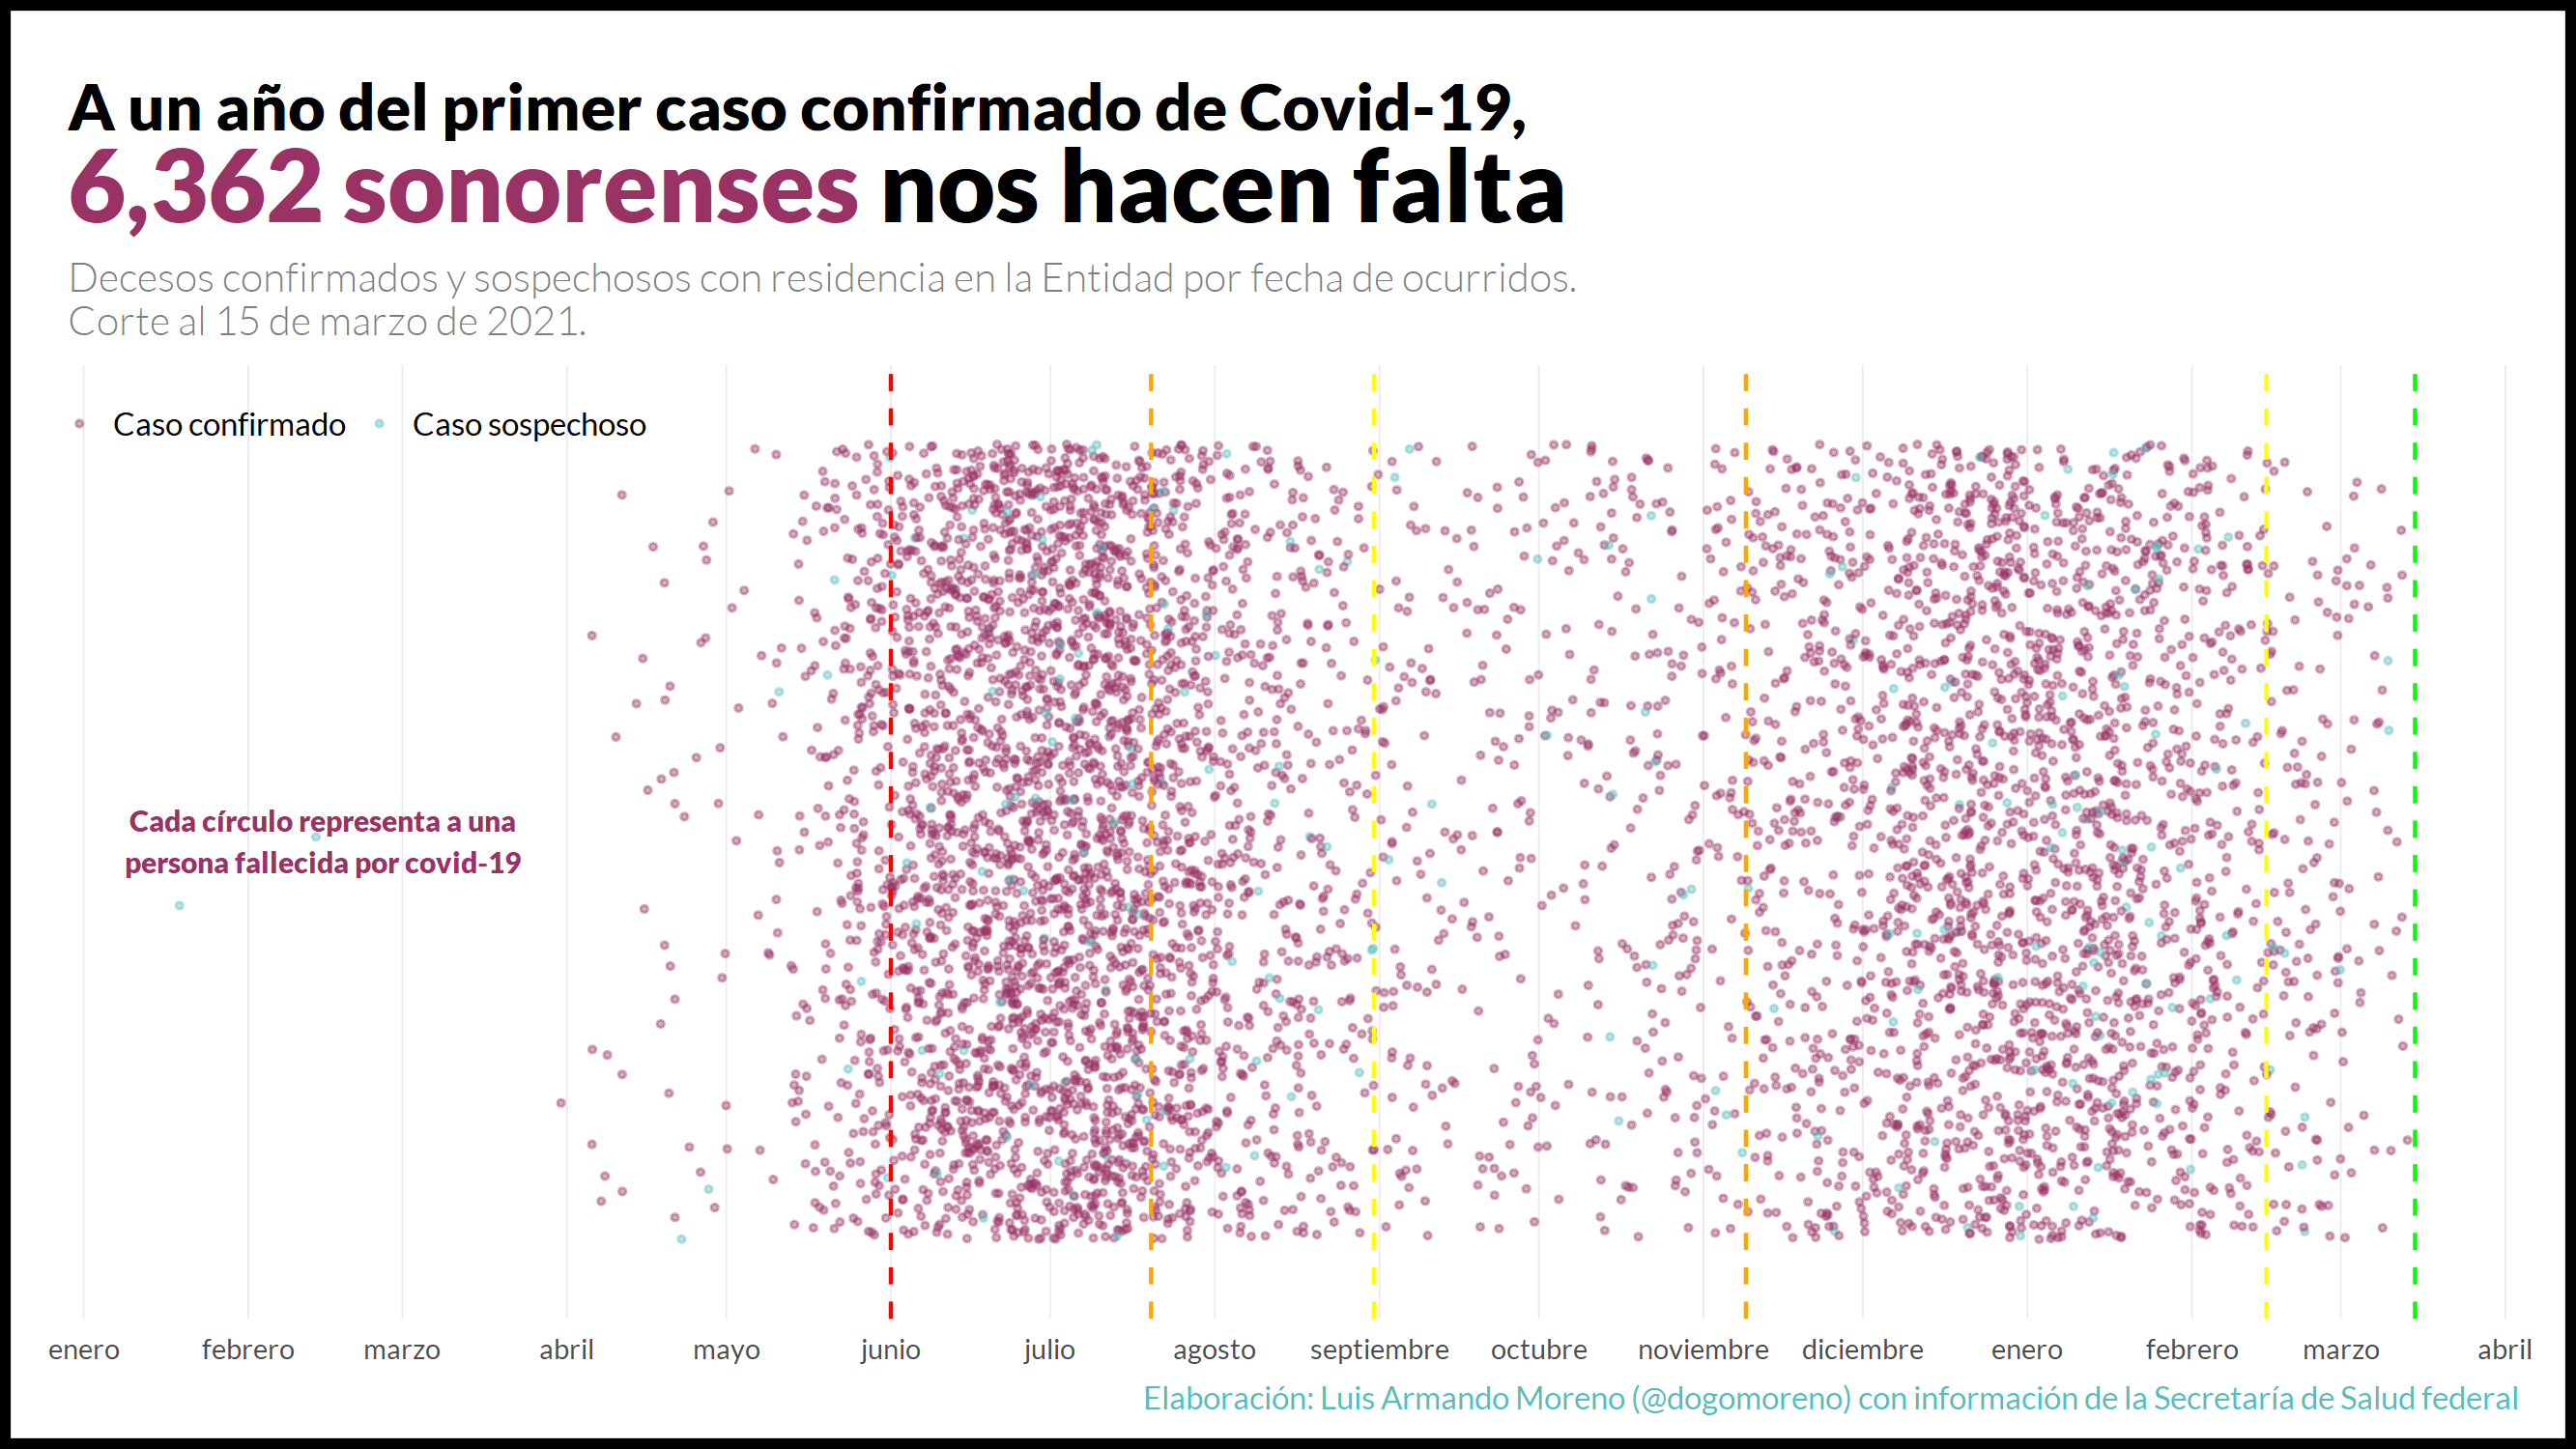 A un año del primer caso confirmado de Covid-19,
6,362 sonorenses nos hacen falta
Decesos confirmados y sospechosos con residencia en la Entidad por fecha de ocurridos.
Corte al 15 de marzo de 2021.
Caso confirmado Caso sospechoso
Cada círculo representa a una
persona fallecida por covid-19
enero febrero marzo abril mayo junio julio agosto septiembre octubre noviembre diciembre enero febrero marzo abril
Elaboración: Luis Armando Moreno (@dogomoreno) con información de la Secretaría de Salud federal